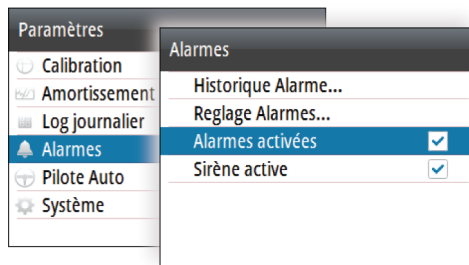 Paramètres
Calibration
Amortissement
Log journalier
Alarmes
Pilote Auto
Système
Alarmes
Historique Alarme...
Reglage Alarmes...
Alarmes activées
Sirène active